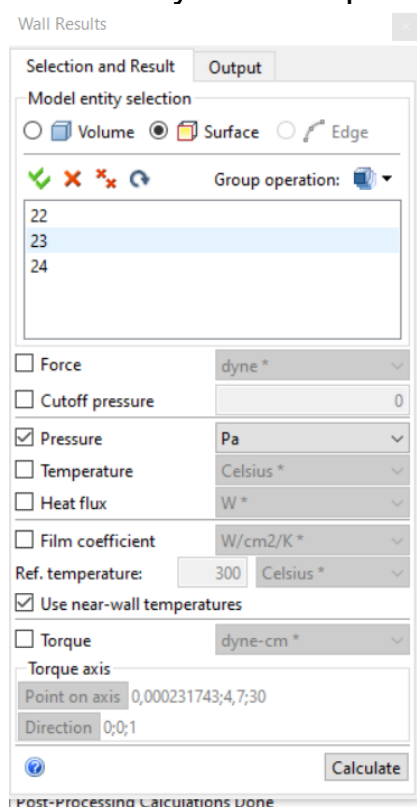 Wall Results
Selection and Result Output
Model entity selection
Volume Surface Edge
Group operation:
22
23
24
Force dyne *
Cutoff pressure 0
Pressure Pa
Temperature Celsius *
Heat flux W *
Film coefficient W/cm2/K *
Ref. temperature: 300 Celsius *
Use near-wall temperatures
Torque dyne-cm *
Torque axis
Point on axis 0,000231743;4,7;30
Direction 0;0;1
Calculate
Post-Processing Calculations Done